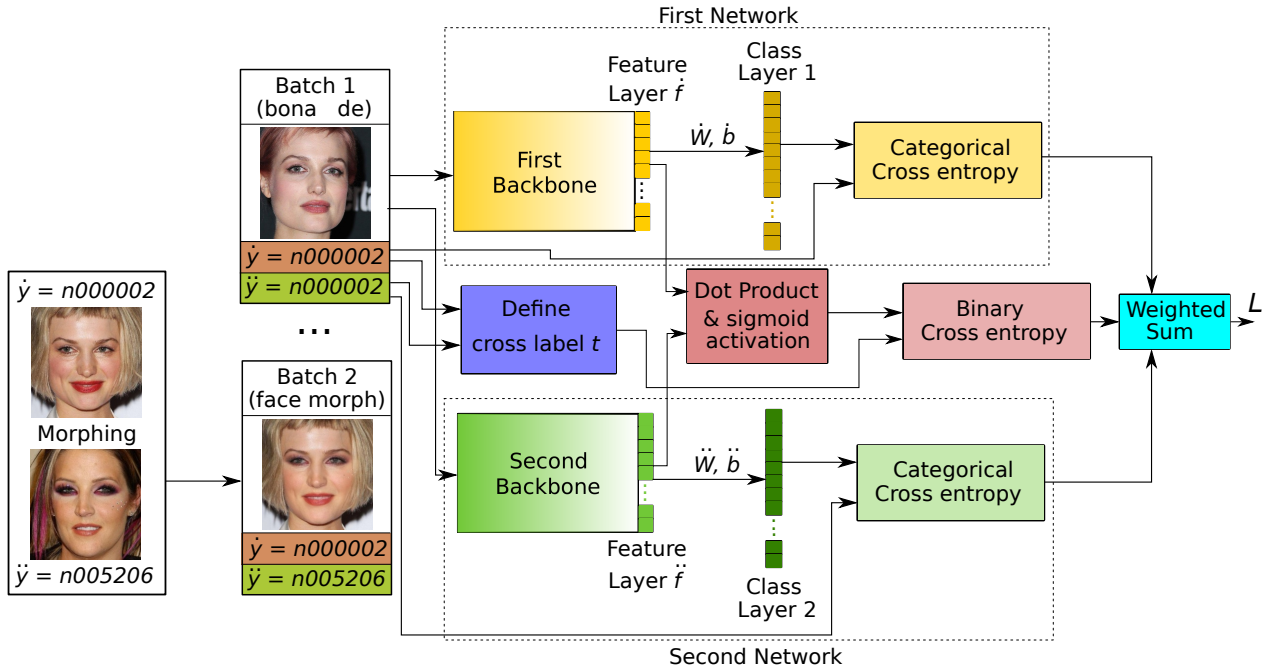 First Network
Batch 1
(bona de)
ẏ = n000002
ÿ = n000002
...
Feature
Layer ḟ
Class
Layer 1
First
Backbone
Ẇ, ḃ
Categorical
Cross entropy
ẏ = n000002
Morphing
ÿ = n005206
Define
cross label t
Dot Product
& sigmoid
activation
Binary
Cross entropy
Weighted
Sum
L
Batch 2
(face morph)
ẏ = n000002
ÿ = n005206
Second
Backbone
Ẅ, b̈
Categorical
Cross entropy
Feature
Layer f̈
Class
Layer 2
Second Network